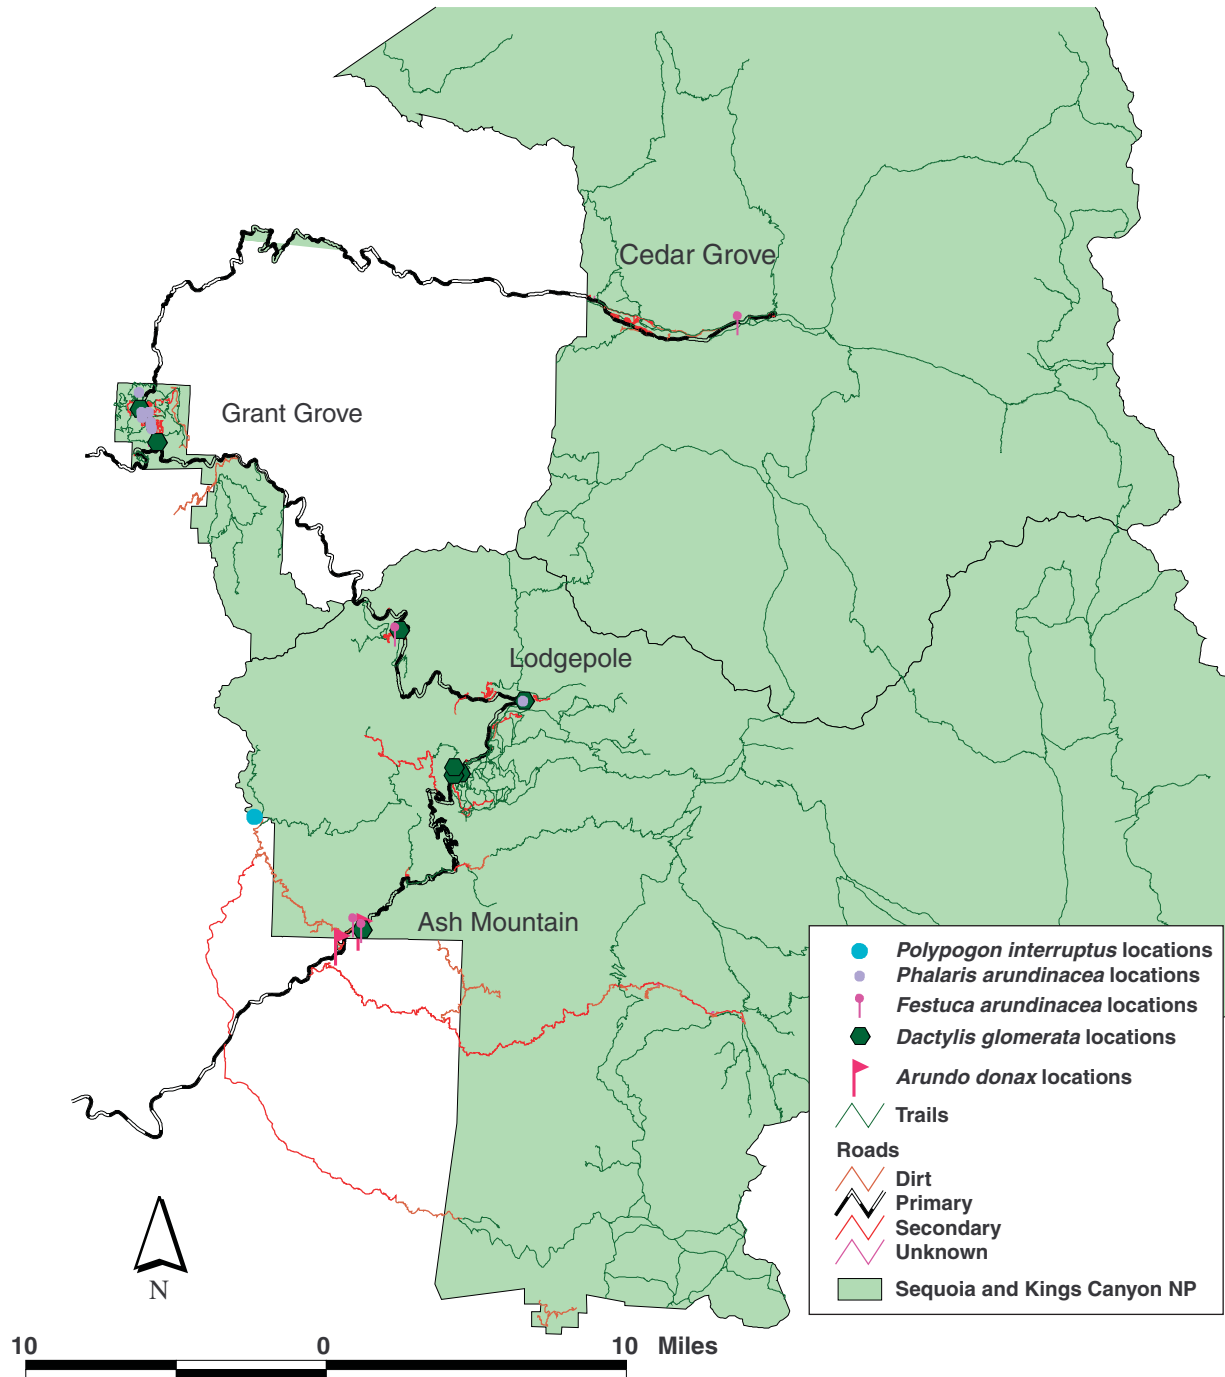 Cedar Grove
Grant Grove
Lodgepole
Ash Mountain
Polypogon interruptus locations
Phalaris arundinacea locations
Festuca arundinacea locations
Dactylis glomerata locations
Arundo donax locations
Trails
Roads
Dirt
Primary
Secondary
Unknown
Sequoia and Kings Canyon NP
N
10 0 10 Miles